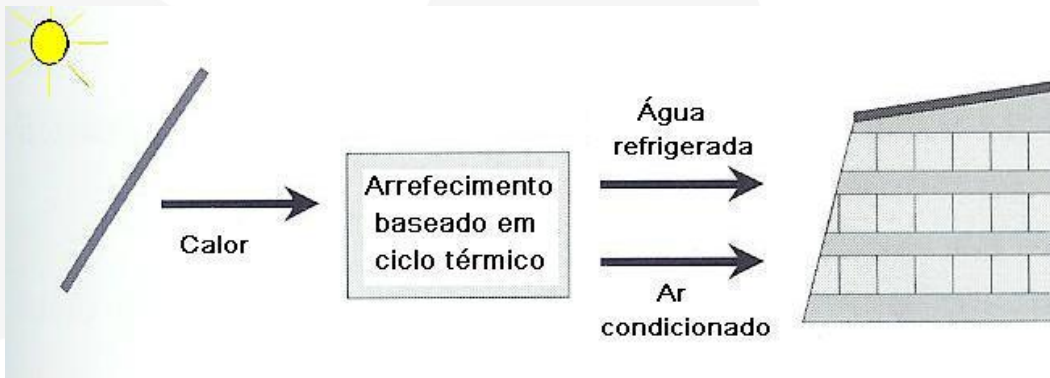 Calor
Arrefecimento
baseado em
ciclo térmico
Água
refrigerada
Ar
condicionado